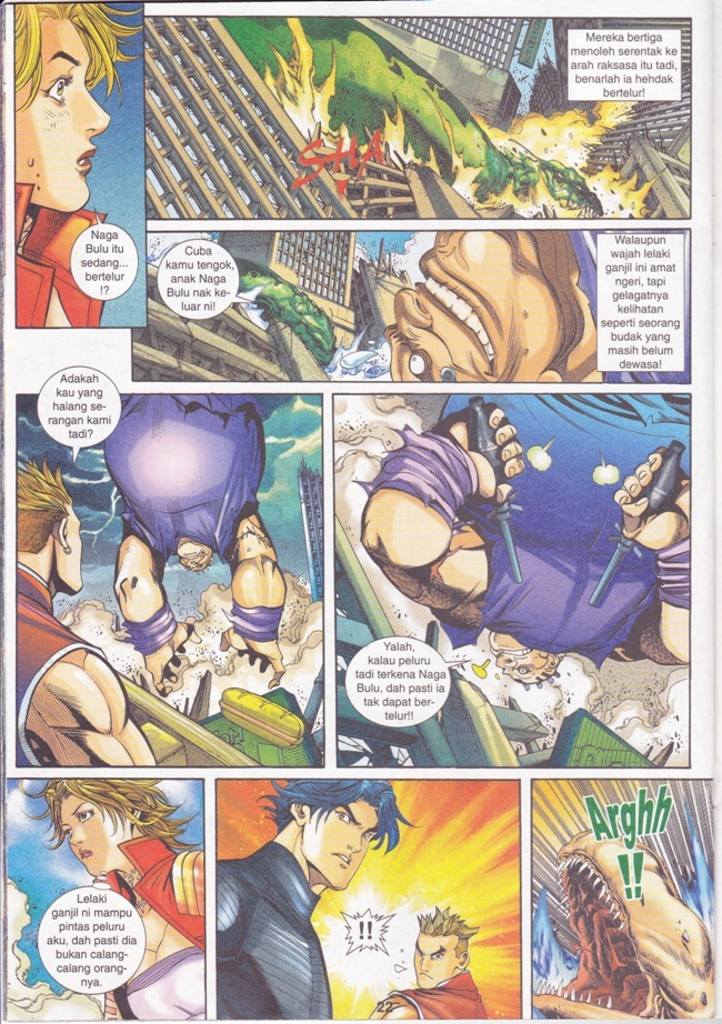 Naga
Bulu itu
sedang...
bertelur
!?
SHA
Mereka bertiga
menoleh serentak ke
arah raksasa itu tadi,
benarlah ia hehdak
bertelur!
Cuba
kamu tengok,
anak Naga
Bulu nak ke-
luar ni!
Walaupun
wajah lelaki
ganjil ini amat
ngeri, tapi
gelagatnya
kelihatan
seperti seorang
budak yang
masih belum
dewasa!
Adakah
kau yang
halang se-
rangan kami
tadi?
Yalah,
kalau peluru
tadi terkena Naga
Bulu, dah pasti ia
tak dapat ber-
telur!!
Lelaki
ganjil ni mampu
pintas peluru
aku, dah pasti dia
bukan calang-
calang orang-
nya.
!!
Arghh
!!
22